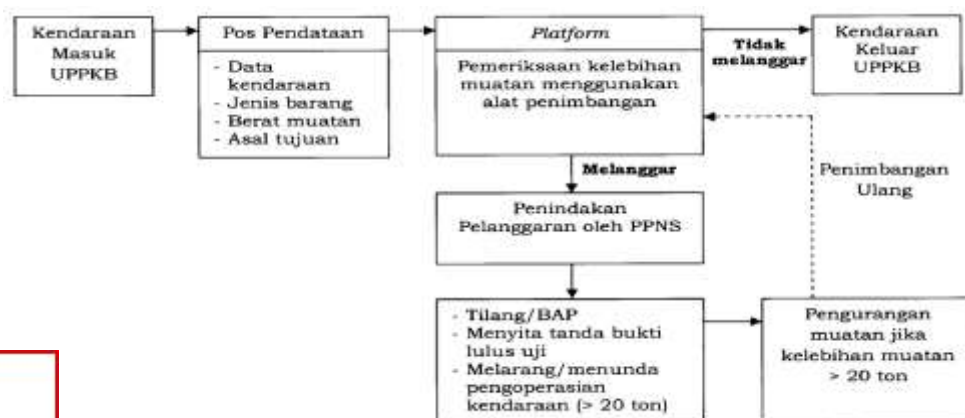 Kendaraan
Masuk
UPPKB
Pos Pendataan
- Data
kendaraan
- Jenis barang
- Berat muatan
- Asal tujuan
Platform
Pemeriksaan kelebihan
muatan menggunakan
alat penimbangan
Tidak
melanggar
Kendaraan
Keluar
UPPKB
Melanggar
Penimbangan
Ulang
Penindakan
Pelanggaran oleh PPNS
- Tilang/BAP
- Menyita tanda bukti
lulus uji
- Melarang/menunda
pengoperasian
kendaraan (> 20 ton)
Pengurangan
muatan jika
kelebihan muatan
> 20 ton